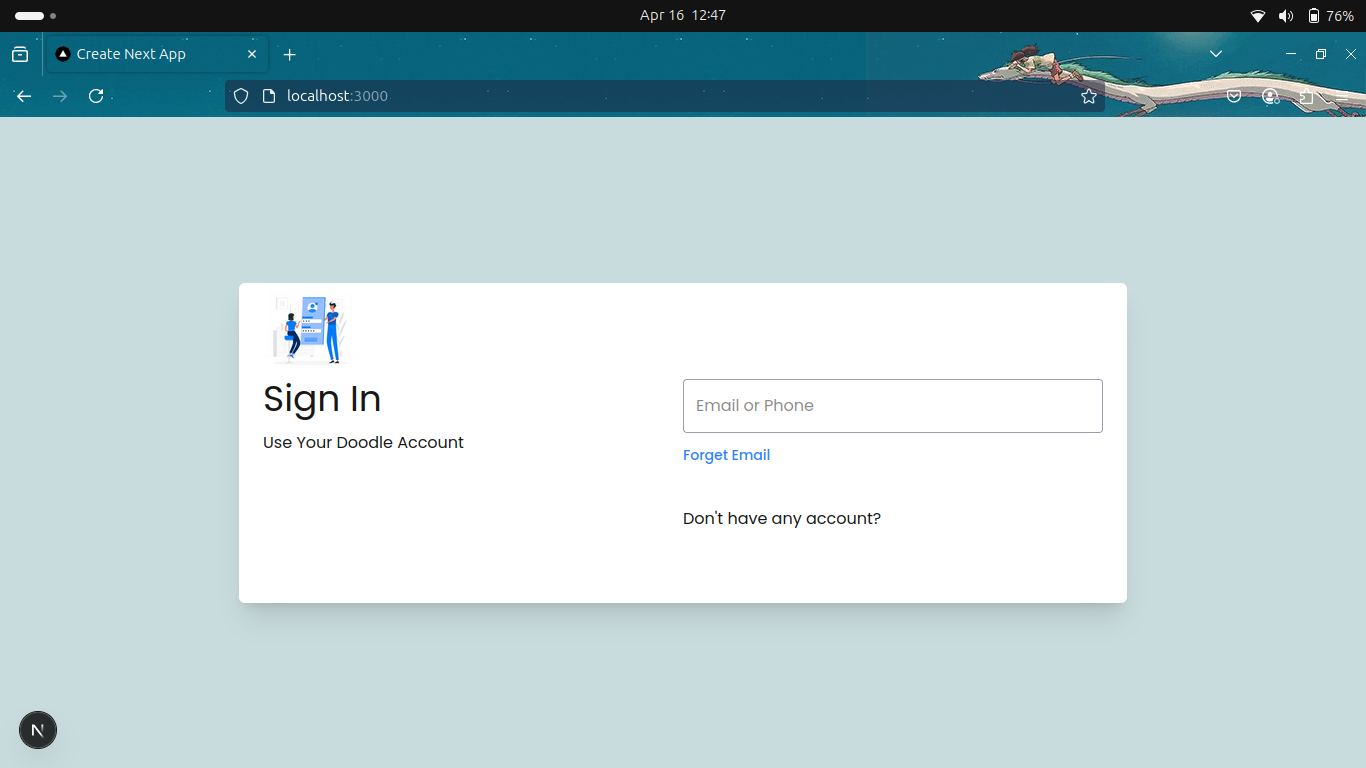 Apr 16 12:47
76%
Create Next App
localhost:3000
Sign In
Use Your Doodle Account
Email or Phone
Forget Email
Don't have any account?
N